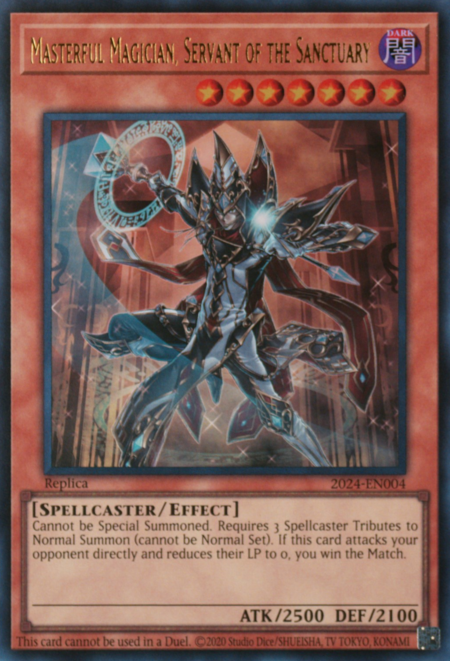 Masterful Magician, Servant of the Sanctuary
DARK
闇
Replica
2024-EN004
[Spellcaster/Effect]
Cannot be Special Summoned. Requires 3 Spellcaster Tributes to
Normal Summon (cannot be Normal Set). If this card attacks your
opponent directly and reduces their LP to 0, you win the Match.
ATK/2500 DEF/2100
This card cannot be used in a Duel. ©2020 Studio Dice/SHUEISHA, TV TOKYO, KONAMI